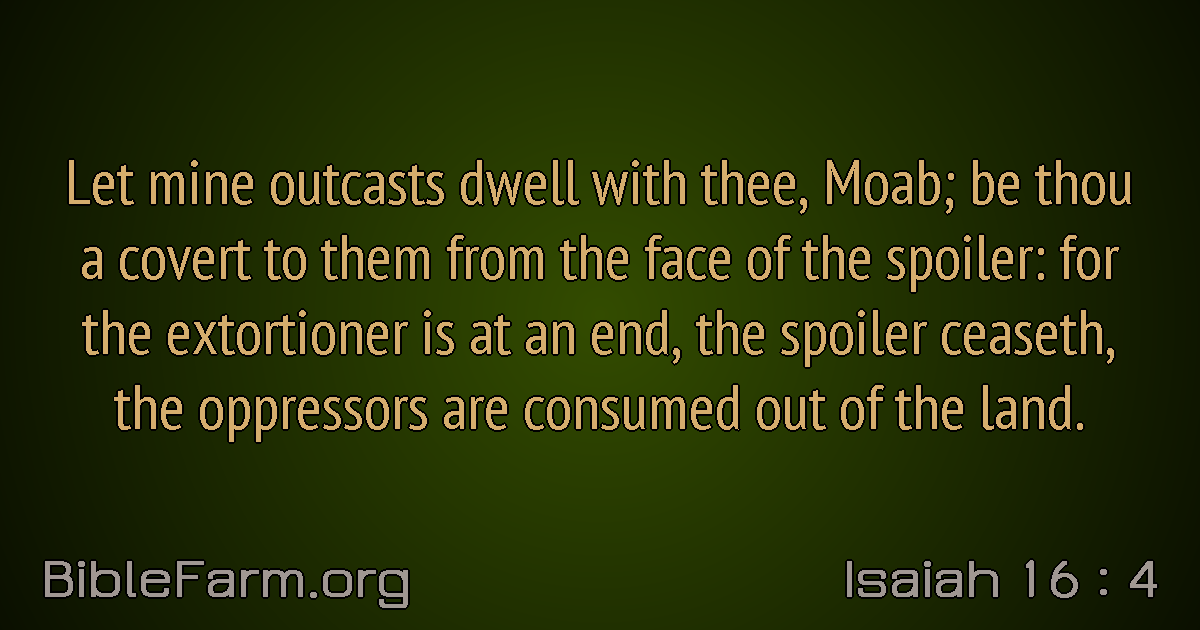 Let mine outcasts dwell with thee, Moab; be thou
a covert to them from the face of the spoiler: for
the extortioner is at an end, the spoiler ceaseth,
the oppressors are consumed out of the land.
BibleFarm.org
Isaiah 16 : 4